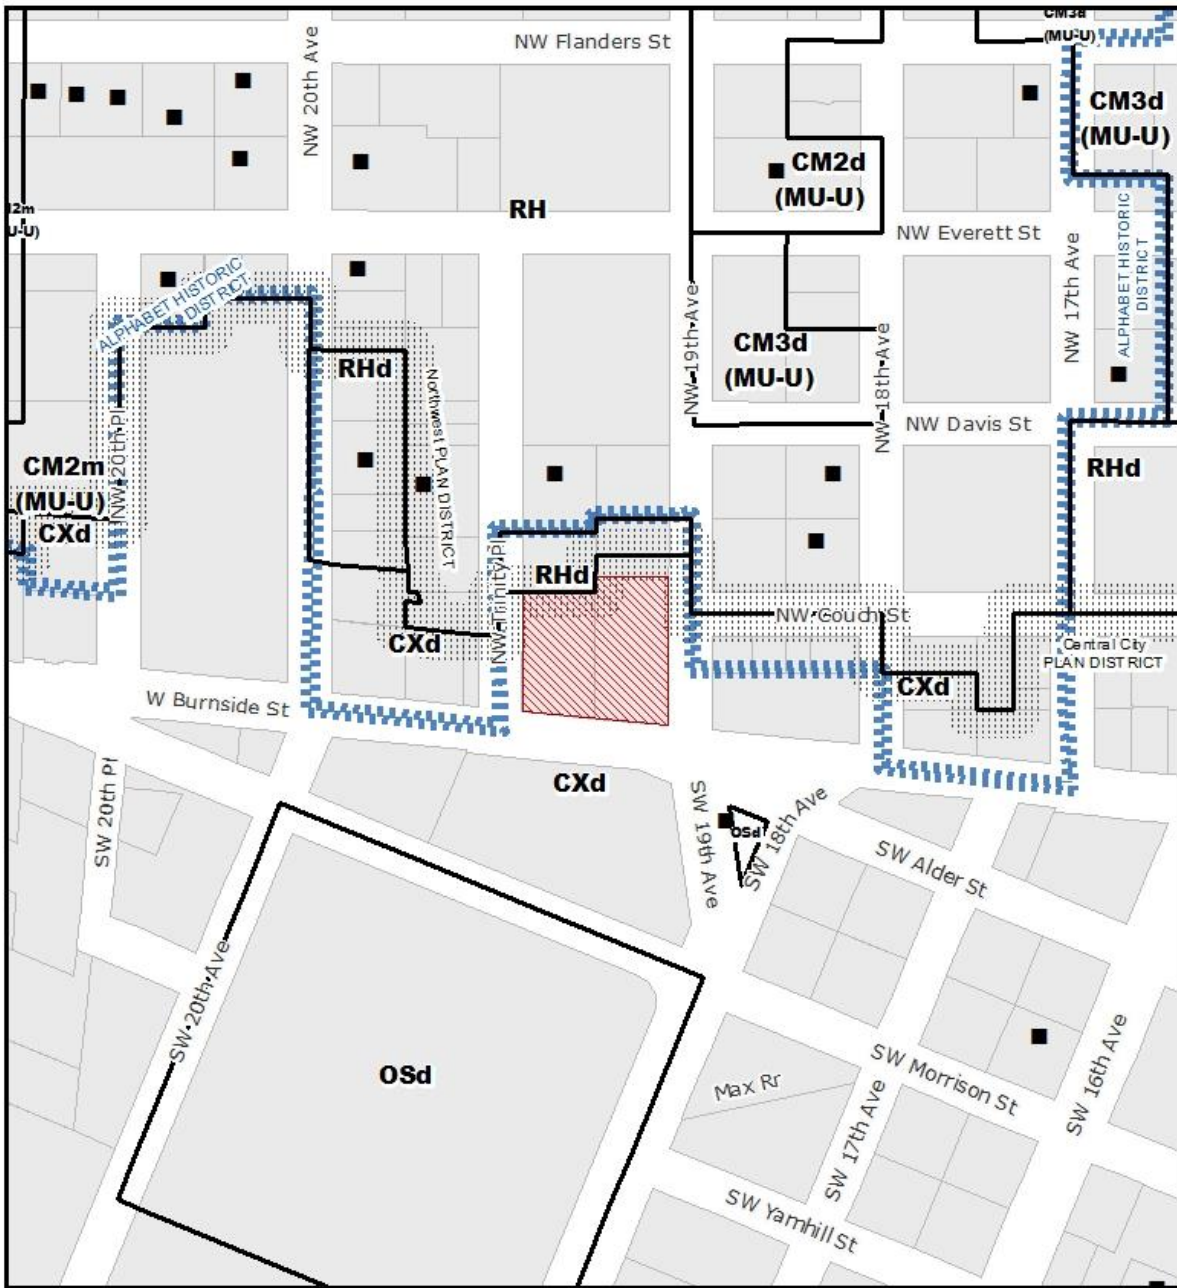 CM3d
(MU-U)
NW Flanders St
NW 20th Ave
CM3d
(MU-U)
CM2d
(MU-U)
RH
NW Everett St
NW 17th Ave
ALPHABET HISTORIC
DISTRICT
ALPHABET HISTORIC
DISTRICT
NW 19th Ave
NW 18th Ave
CM3d
(MU-U)
RHd
Northwest PLAN DISTRICT
NW Davis St
NW 20th Pl
CM2m
(MU-U)
CXd
RHd
NW Trinity Pl
RHd
NW Couch St
CXd
Central City
PLAN DISTRICT
CXd
W Burnside St
CXd
SW 20th Pl
SW 19th Ave
OSd
SW 18th Ave
SW Alder St
SW 20th Ave
OSd
Max Rr
SW Morrison St
SW 17th Ave
SW 16th Ave
SW Yamhill St